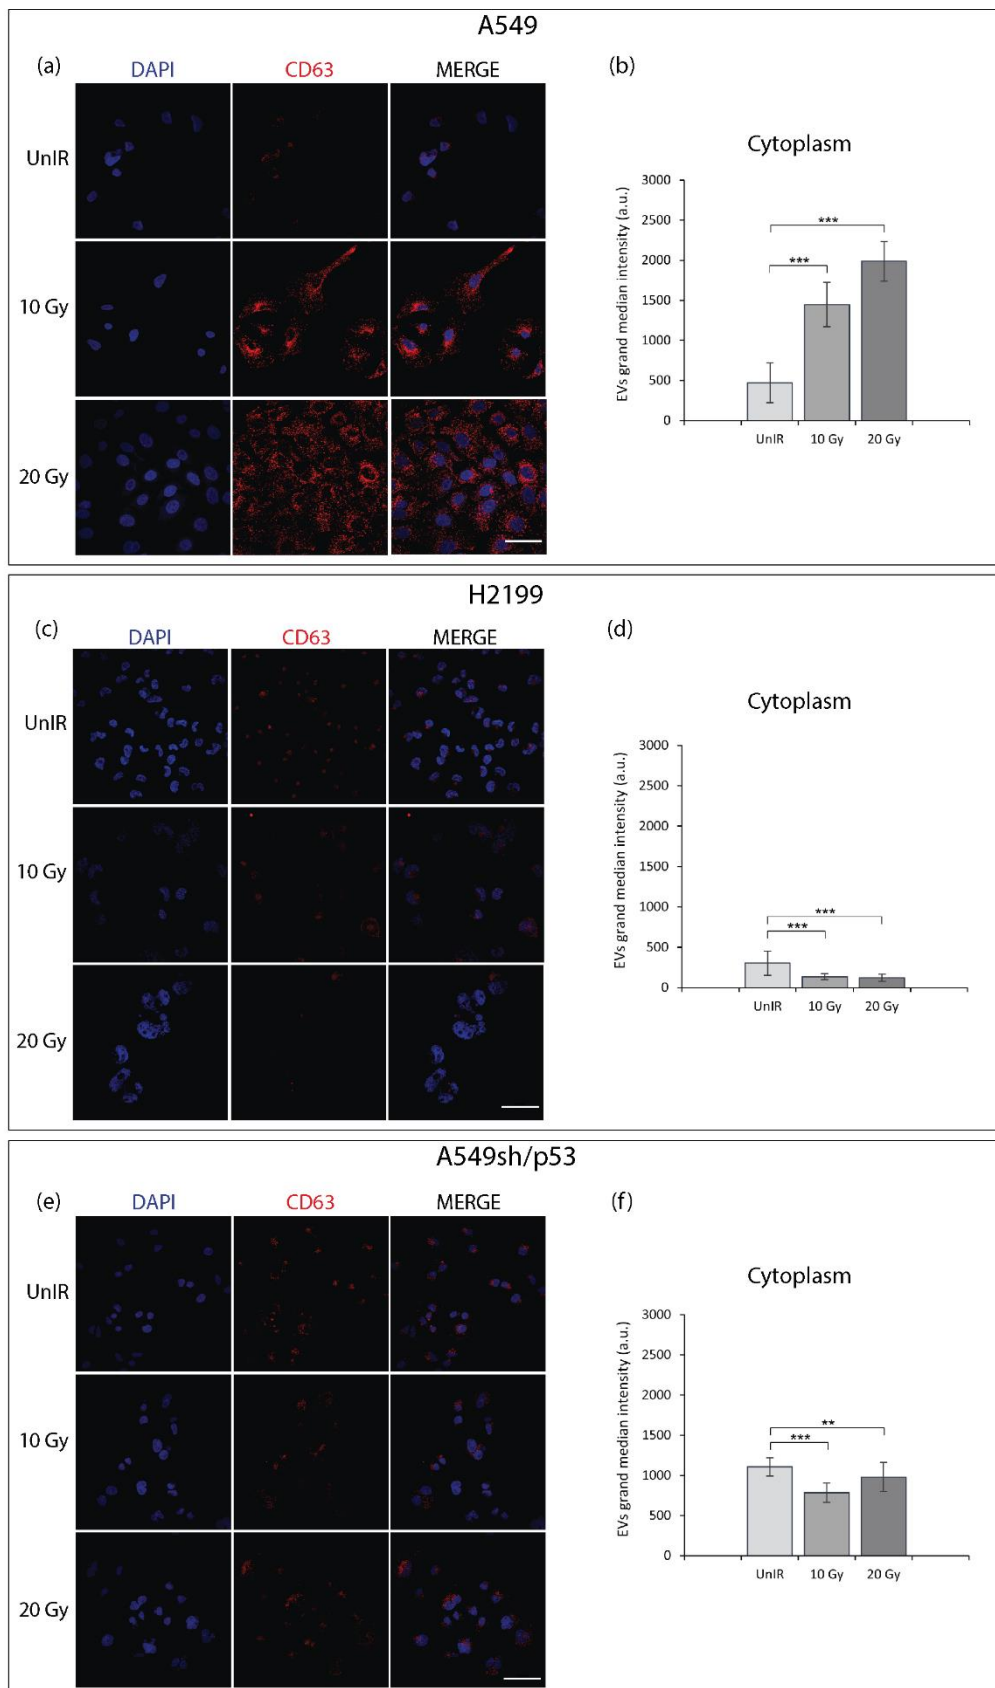 A549
(a)
DAPI
CD63
MERGE
UnIR
10 Gy
20 Gy
(b)
Cytoplasm
EVs grand median intensity (a.u.)
3000
2500
2000
1500
1000
500
0
***
***
UnIR
10 Gy
20 Gy
H2199
(c)
DAPI
CD63
MERGE
UnIR
10 Gy
20 Gy
(d)
Cytoplasm
EVs grand median intensity (a.u.)
3000
2500
2000
1500
1000
500
0
***
***
UnIR
10 Gy
20 Gy
A549sh/p53
(e)
DAPI
CD63
MERGE
UnIR
10 Gy
20 Gy
(f)
Cytoplasm
EVs grand median intensity (a.u.)
3000
2500
2000
1500
1000
500
0
**
***
UnIR
10 Gy
20 Gy